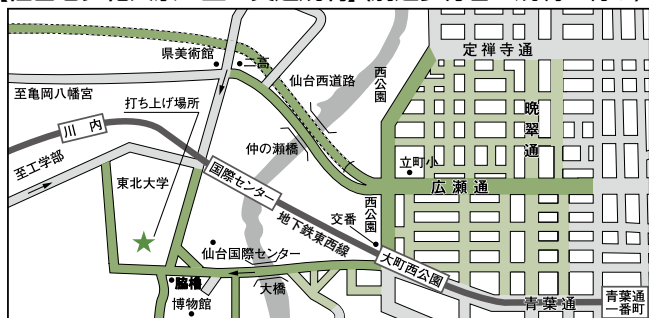 定禅寺通
県美術館
二高
仙台西道路
西公園
至亀岡八幡宮
打ち上げ場所
晩翠通
川内
仲の瀬橋
立町小
至工学部
国際センター
東北大学
広瀬通
西公園
交番
地下鉄東西線
仙台国際センター
大町西公園
大橋
脇櫓
博物館
青葉通
青葉通
一番町